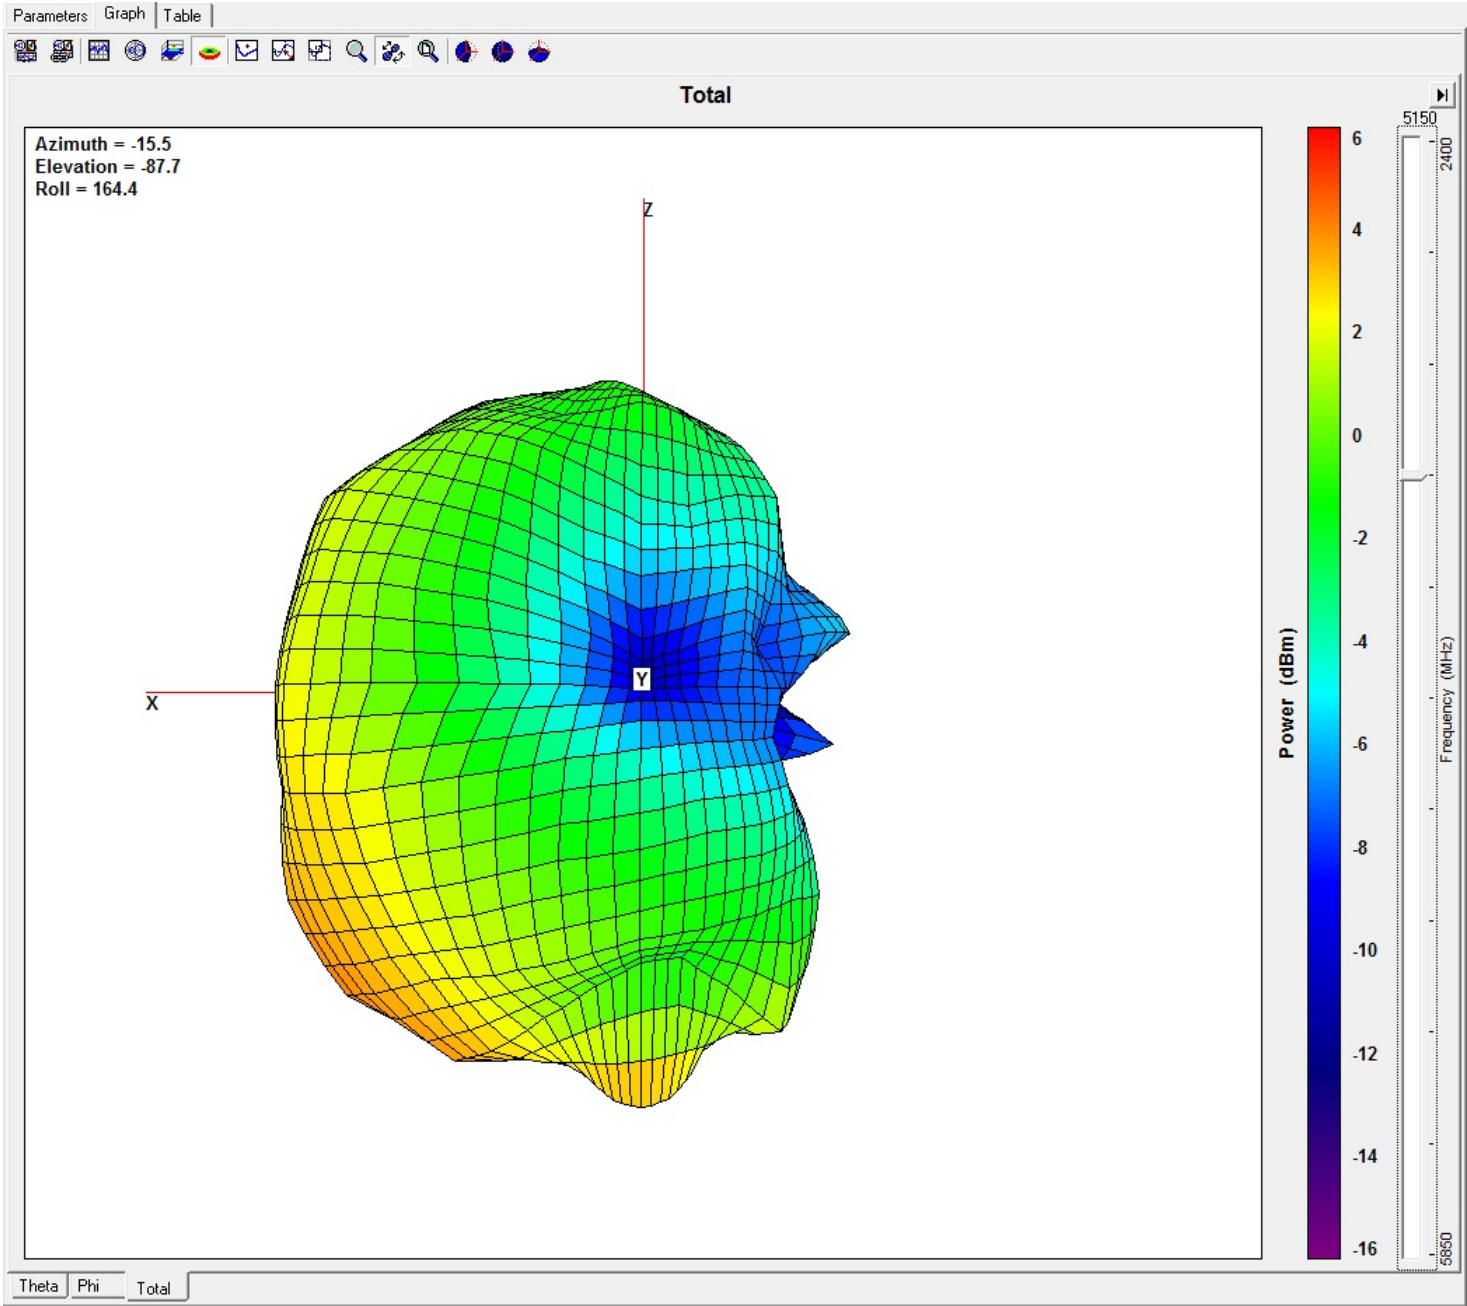 Parameters Graph Table
Total
5150
Azimuth = -15.5
Elevation = -87.7
Roll = 164.4
Z
X
Y
6
4
2
0
-2
-4
-6
-8
-10
-12
-14
-16
Power (dBm)
2400
Frequency (MHz)
5850
Theta Phi Total